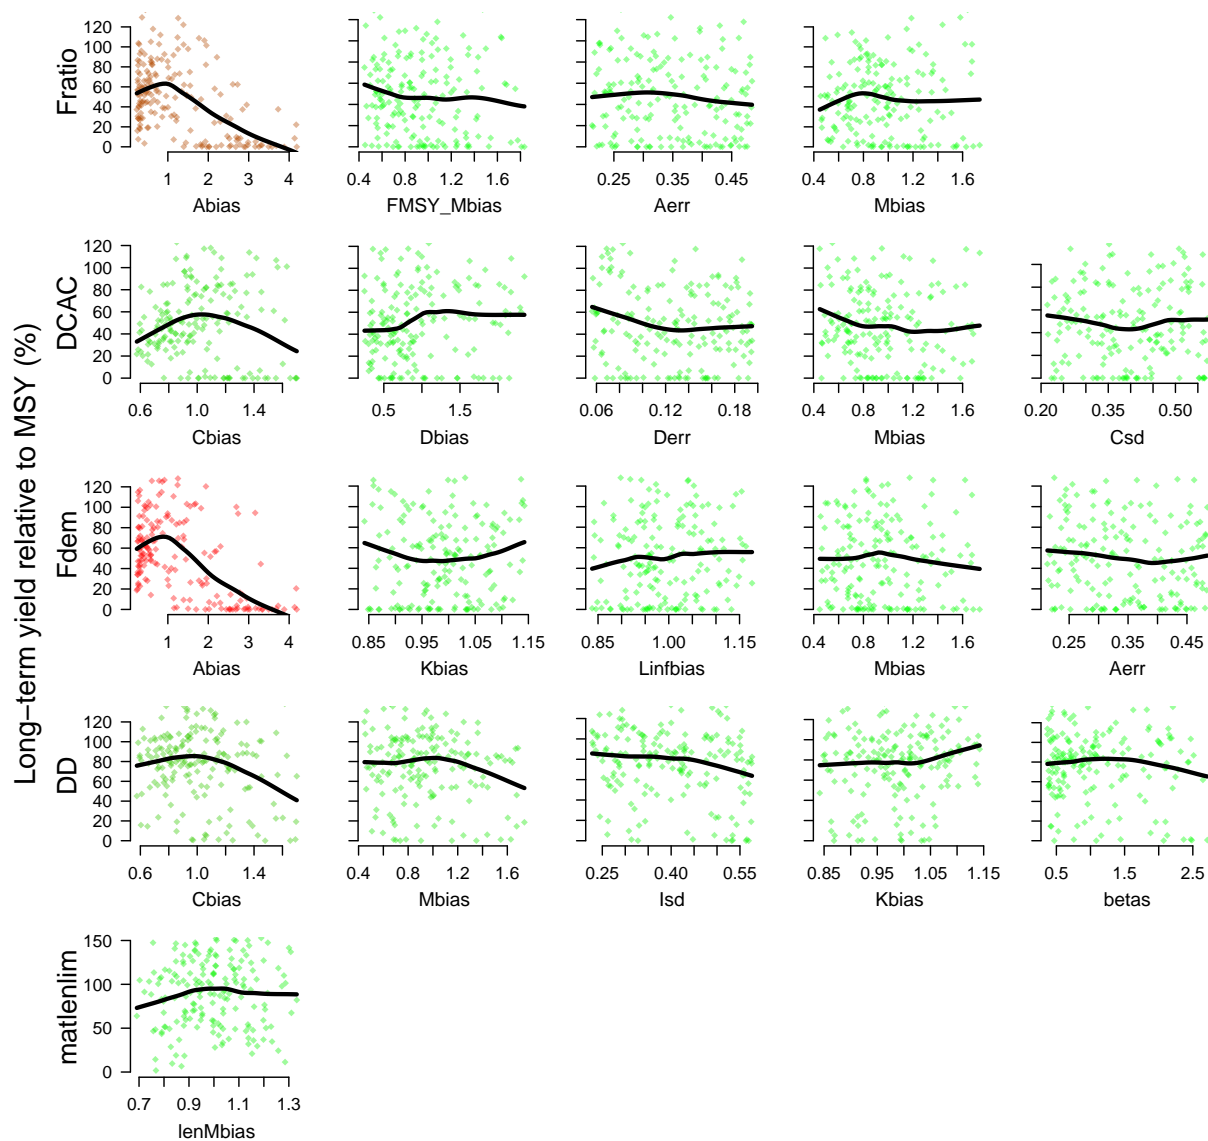 Long−term yield relative to MSY (%)
Fratio
120
100
80
60
40
20
0
1 2 3 4
Abias
0.4 0.8 1.2 1.6
FMSY_Mbias
0.25 0.35 0.45
Aerr
0.4 0.8 1.2 1.6
Mbias
DCAC
120
100
80
60
40
20
0
0.6 1.0 1.4
Cbias
0.5 1.5
Dbias
0.06 0.12 0.18
Derr
0.4 0.8 1.2 1.6
Mbias
0.20 0.35 0.50
Csd
Fdem
120
100
80
60
40
20
0
1 2 3 4
Abias
0.85 0.95 1.05 1.15
Kbias
0.85 1.00 1.15
Linfbias
0.4 0.8 1.2 1.6
Mbias
0.25 0.35 0.45
Aerr
DD
120
100
80
60
40
20
0
0.6 1.0 1.4
Cbias
0.4 0.8 1.2 1.6
Mbias
0.25 0.40 0.55
Isd
0.85 0.95 1.05 1.15
Kbias
0.5 1.5 2.5
betas
matlenlim
150
100
50
0
0.7 0.9 1.1 1.3
lenMbias